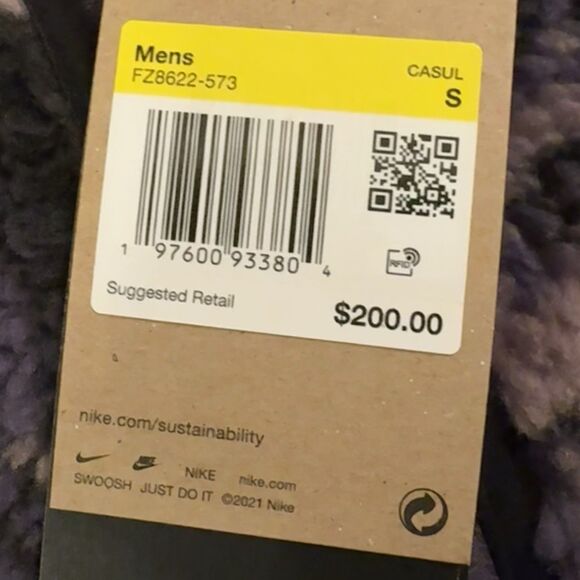 Mens
FZ8622-573
CASUL
S
1 97600 93380 4
RFID
Suggested Retail
$200.00
nike.com/sustainability
NIKE nike.com
SWOOSH JUST DO IT ©2021 Nike